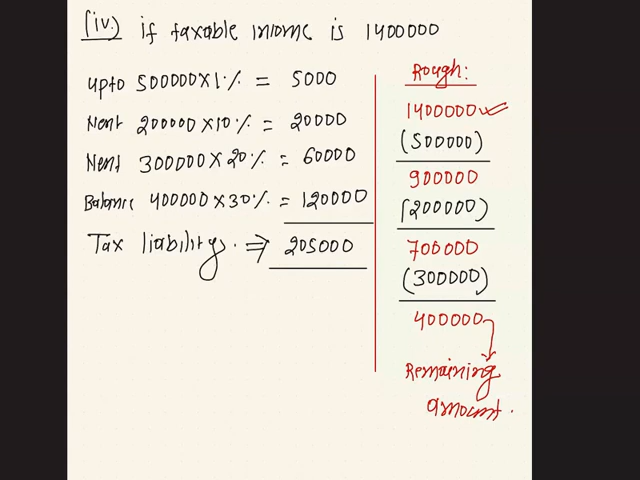 (iv.) if taxable income is 1400000
upto 500000 x 1% = 5000
Next 200000 x 10% = 20000
Next 300000 x 20% = 60000
Balance 400000 x 30% = 120000
Tax liability. ⇒ 205000
Rough:
1400000 ✓
(500000)
900000
(200000)
700000
(300000)
400000
Remaining
amount.